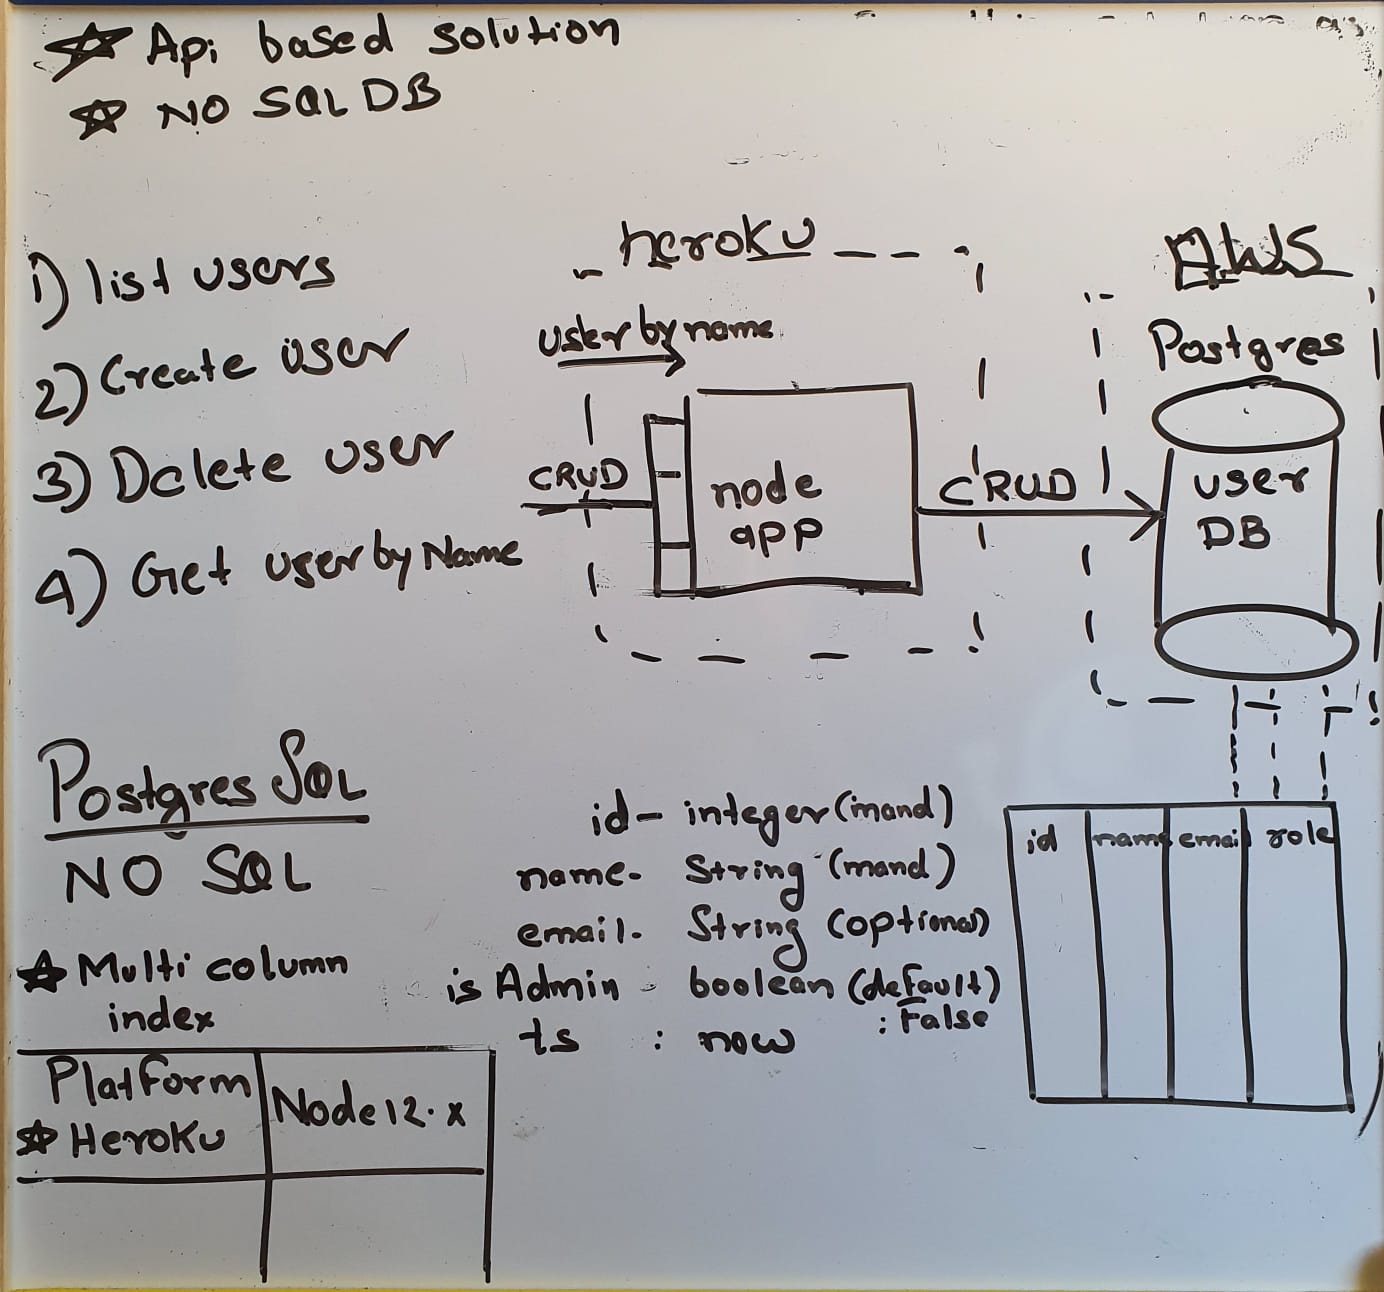 Api based solution
NO SQL DB
1) list users
2) Create user
3) Delete user
4) Get user by Name
heroku
user by name
CRUD
node
app
CRUD
AWS
Postgres
user
DB
Postgres SQL
NO SQL
Multi column
index
Platform
Heroku
Node 12.x
id - integer (mand)
name - String (mand)
email - String (optional)
is Admin - boolean (default)
: False
ts : now
id name email role